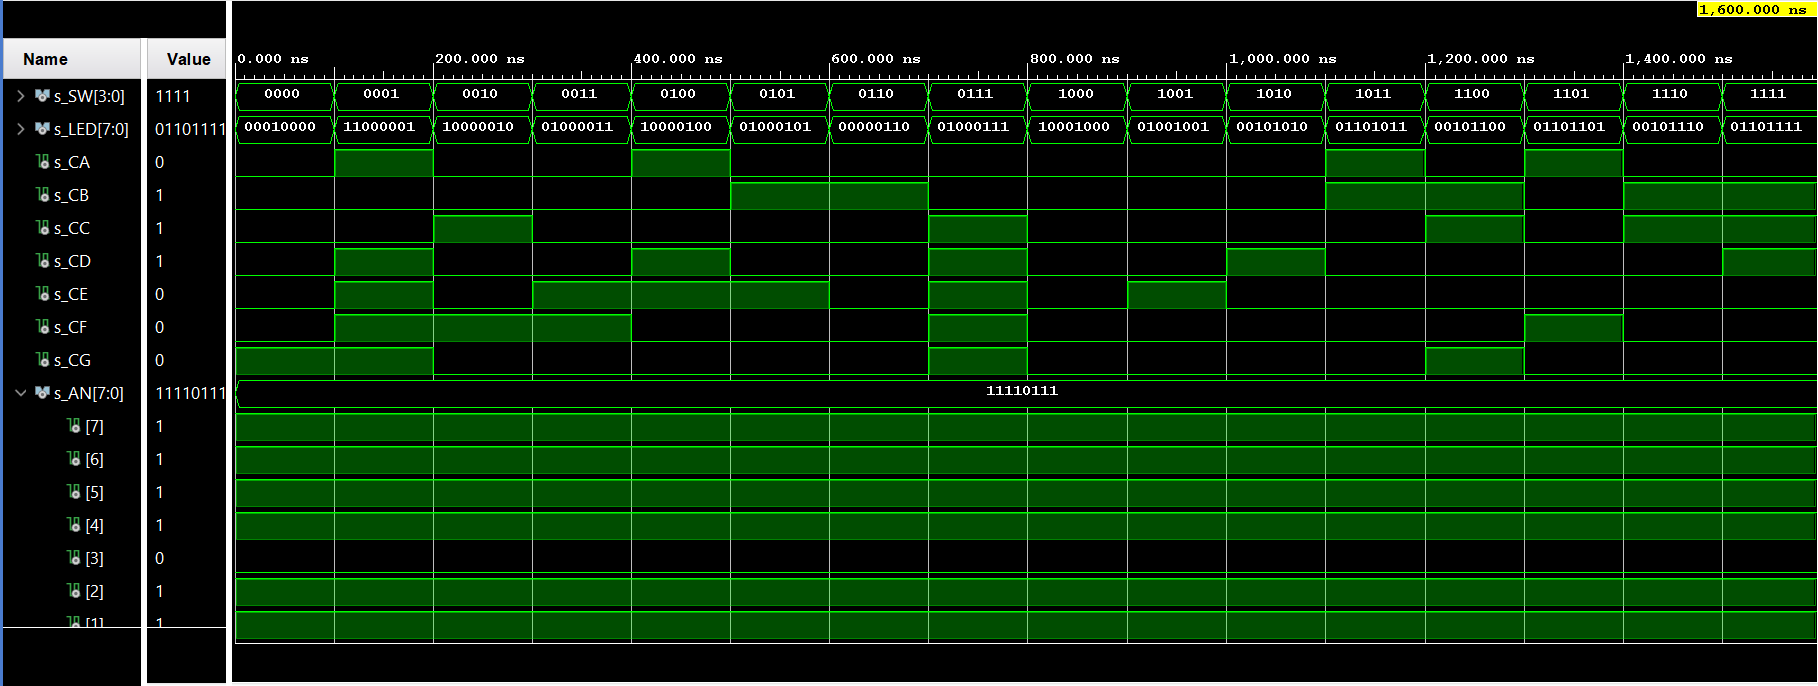 1,600.000 ns
Name Value
0.000 ns 200.000 ns 400.000 ns 600.000 ns 800.000 ns 1,000.000 ns 1,200.000 ns 1,400.000 ns
s_SW[3:0] 1111 0000 0001 0010 0011 0100 0101 0110 0111 1000 1001 1010 1011 1100 1101 1110 1111
s_LED[7:0] 01101111 00010000 11000001 10000010 01000011 10000100 01000101 00000110 01000111 10001000 01001001 00101010 01101011 00101100 01101101 00101110 01101111
s_CA 0
s_CB 1
s_CC 1
s_CD 1
s_CE 0
s_CF 0
s_CG 0
s_AN[7:0] 11110111 11110111
[7] 1
[6] 1
[5] 1
[4] 1
[3] 0
[2] 1
[1] 1